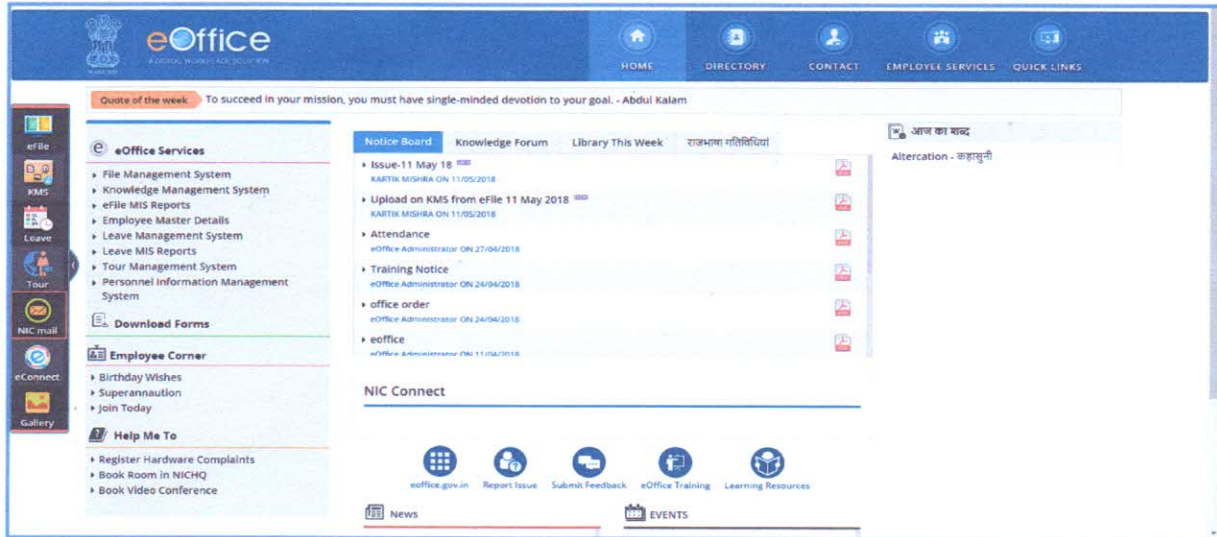 eOffice
A DIGITAL WORKPLACE SOLUTION
HOME
DIRECTORY
CONTACT
EMPLOYEE SERVICES
QUICK LINKS
Quote of the week
To succeed in your mission, you must have single-minded devotion to your goal. - Abdul Kalam
eFile
KMS
Leave
Tour
NIC mail
eConnect
Gallery
eOffice Services
File Management System
Knowledge Management System
eFile MIS Reports
Employee Master Details
Leave Management System
Leave MIS Reports
Tour Management System
Personnel Information Management
System
Download Forms
Employee Corner
Birthday Wishes
Superannaution
Join Today
Help Me To
Register Hardware Complaints
Book Room in NICHQ
Book Video Conference
Notice Board
Knowledge Forum
Library This Week
राजभाषा गतिविधियां
Issue-11 May 18
KARTIK MISHRA ON 11/05/2018
Upload on KMS from eFile 11 May 2018
KARTIK MISHRA ON 11/05/2018
Attendance
eOffice Administrator ON 27/04/2018
Training Notice
eOffice Administrator ON 24/04/2018
office order
eOffice Administrator ON 24/04/2018
eoffice
eOffice Administrator ON 11/04/2018
NIC Connect
eoffice.gov.in
Report Issue
Submit Feedback
eOffice Training
Learning Resources
News
EVENTS
आज का शब्द
Altercation - कहासुनी